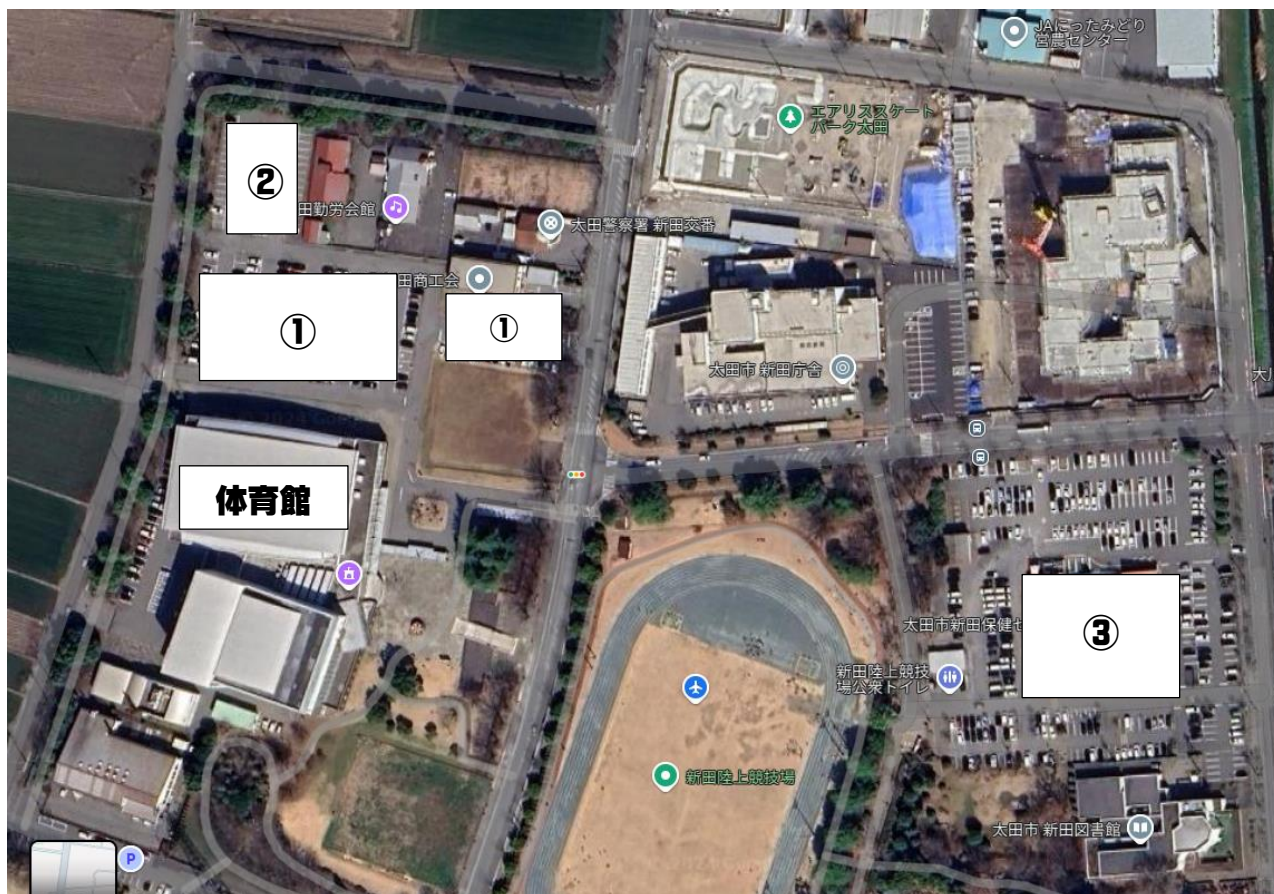 JAにったみどり
営農センター
エアリススケート
パーク太田
②
田勤労会館
太田警察署 新田交番
田商工会
①
①
太田市 新田庁舎
大川
体育館
太田市新田保健セ
③
新田陸上競技
場公衆トイレ
新田陸上競技場
太田市 新田図書館
P